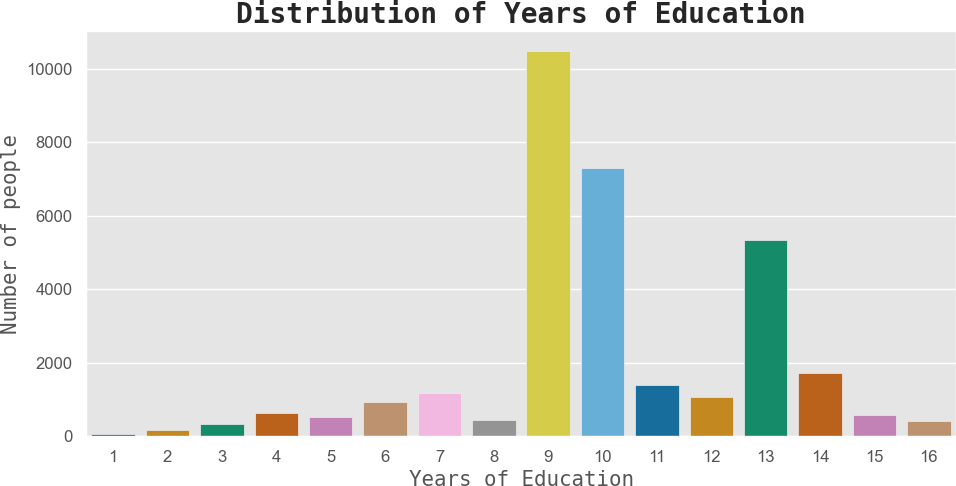 Distribution of Years of Education
Number of people
10000
8000
6000
4000
2000
0
1 2 3 4 5 6 7 8 9 10 11 12 13 14 15 16
Years of Education